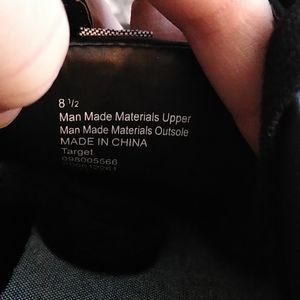 8 1/2
Man Made Materials Upper
Man Made Materials Outsole
MADE IN CHINA
Target
098005566